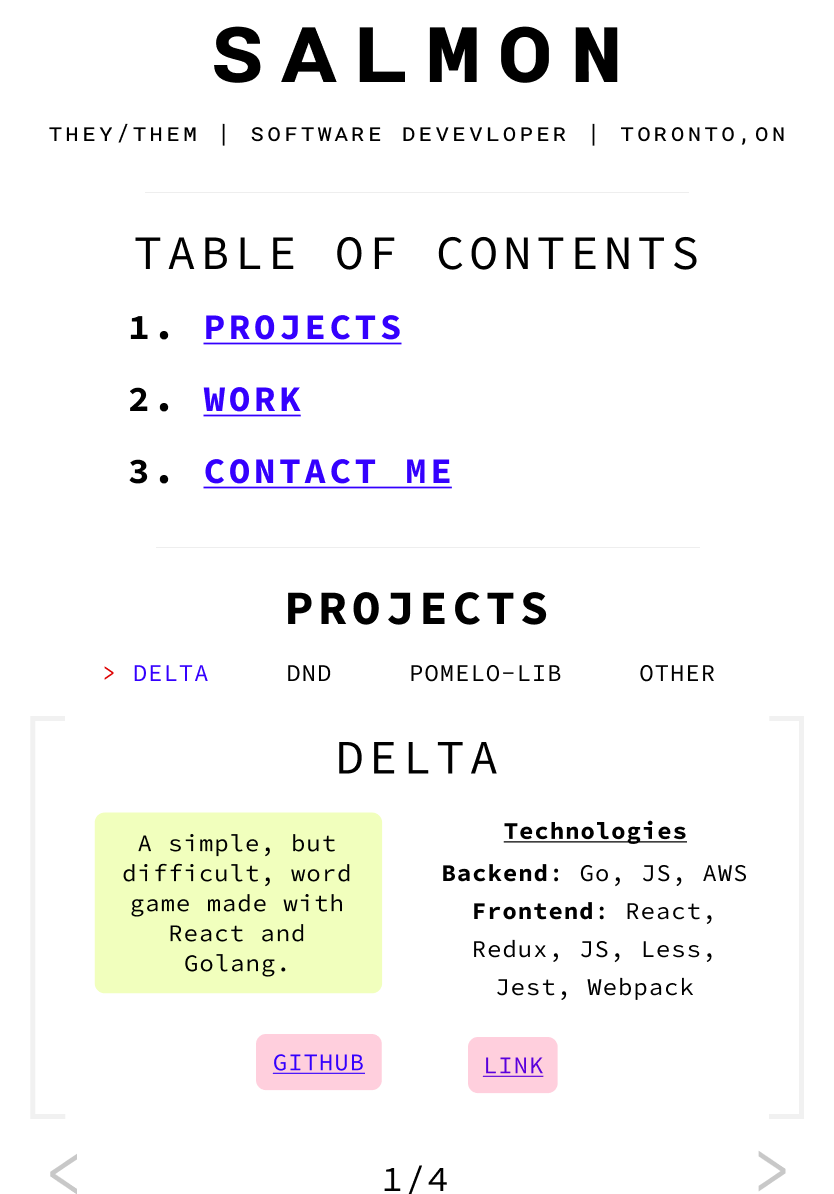 SALMON
THEY/THEM | SOFTWARE DEVEVLOPER | TORONTO,ON
TABLE OF CONTENTS
1. PROJECTS
2. WORK
3. CONTACT ME
PROJECTS
> DELTA DND POMELO-LIB OTHER
DELTA
A simple, but
difficult, word
game made with
React and
Golang.
Technologies
Backend: Go, JS, AWS
Frontend: React,
Redux, JS, Less,
Jest, Webpack
GITHUB
LINK
< 1/4 >